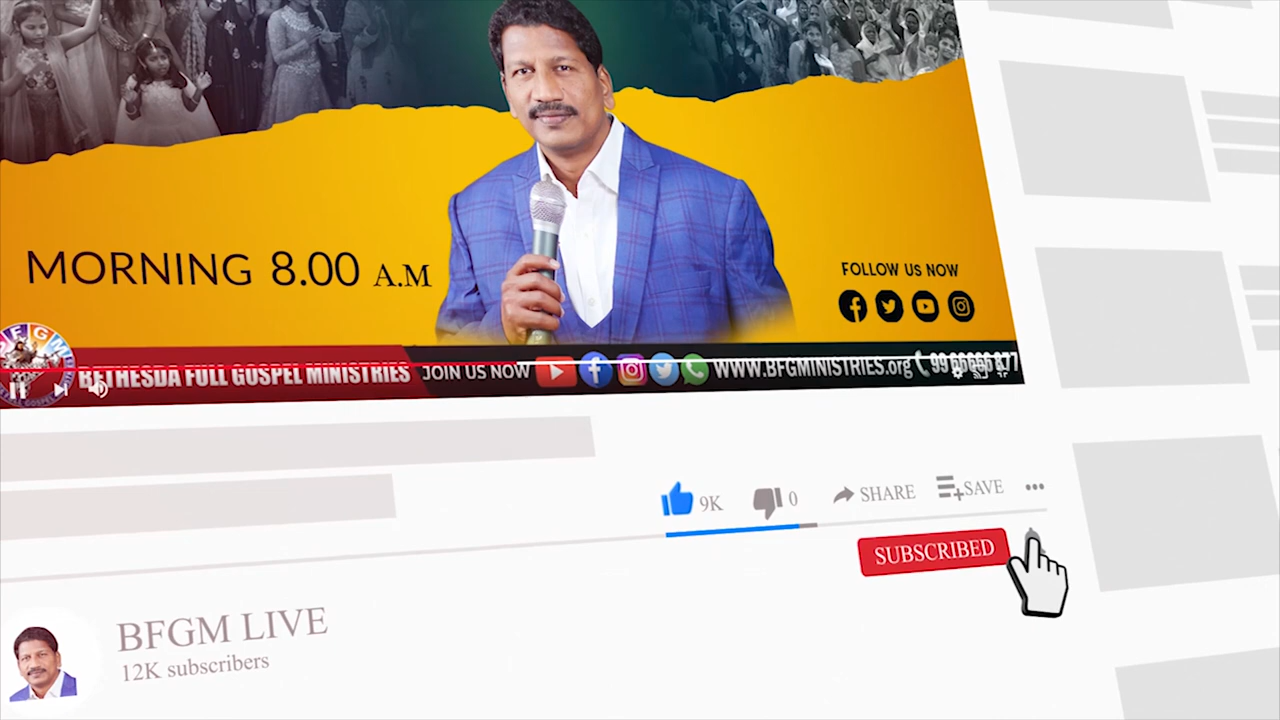 MORNING 8.00 A.M
FOLLOW US NOW
BFGM
BETHESDA FULL GOSPEL MINISTRIES
JOIN US NOW
WWW.BFGMINISTRIES.org
9K
0
SHARE
SAVE
SUBSCRIBED
BFGM LIVE
12K subscribers